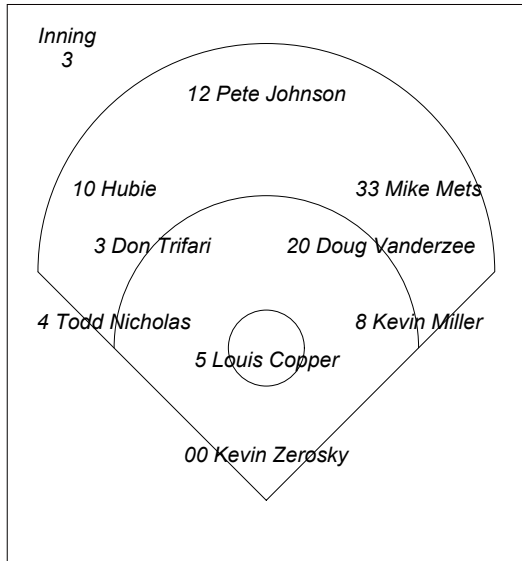 Inning
3
12 Pete Johnson
10 Hubie
33 Mike Mets
3 Don Trifari
20 Doug Vanderzee
4 Todd Nicholas
8 Kevin Miller
5 Louis Copper
00 Kevin Zerosky